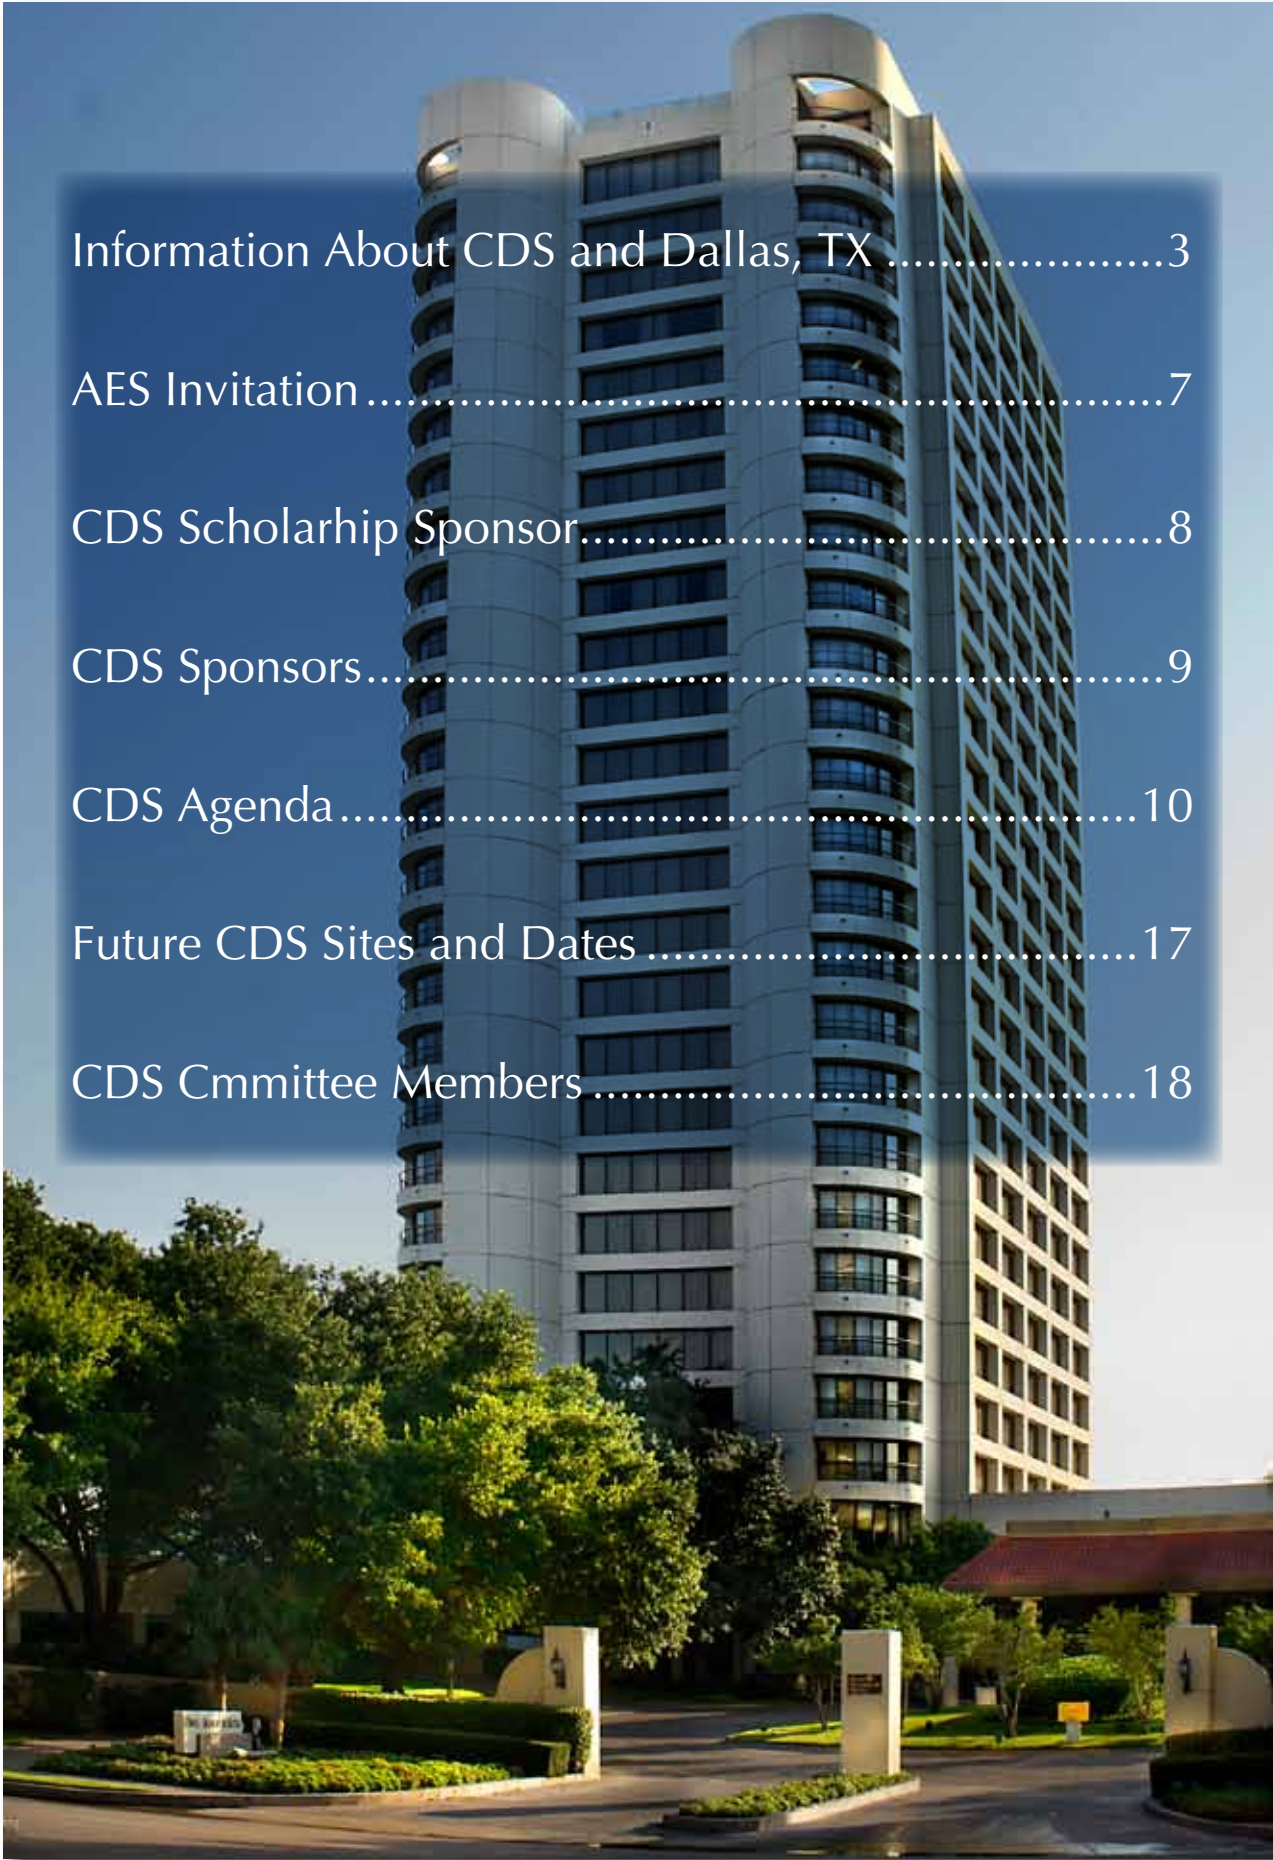 Information About CDS and Dallas, TX .....................3
AES Invitation.............................................................7
CDS Scholarhip Sponsor............................................8
CDS Sponsors.............................................................9
CDS Agenda.............................................................10
Future CDS Sites and Dates ......................................17
CDS Cmmittee Members ..........................................18